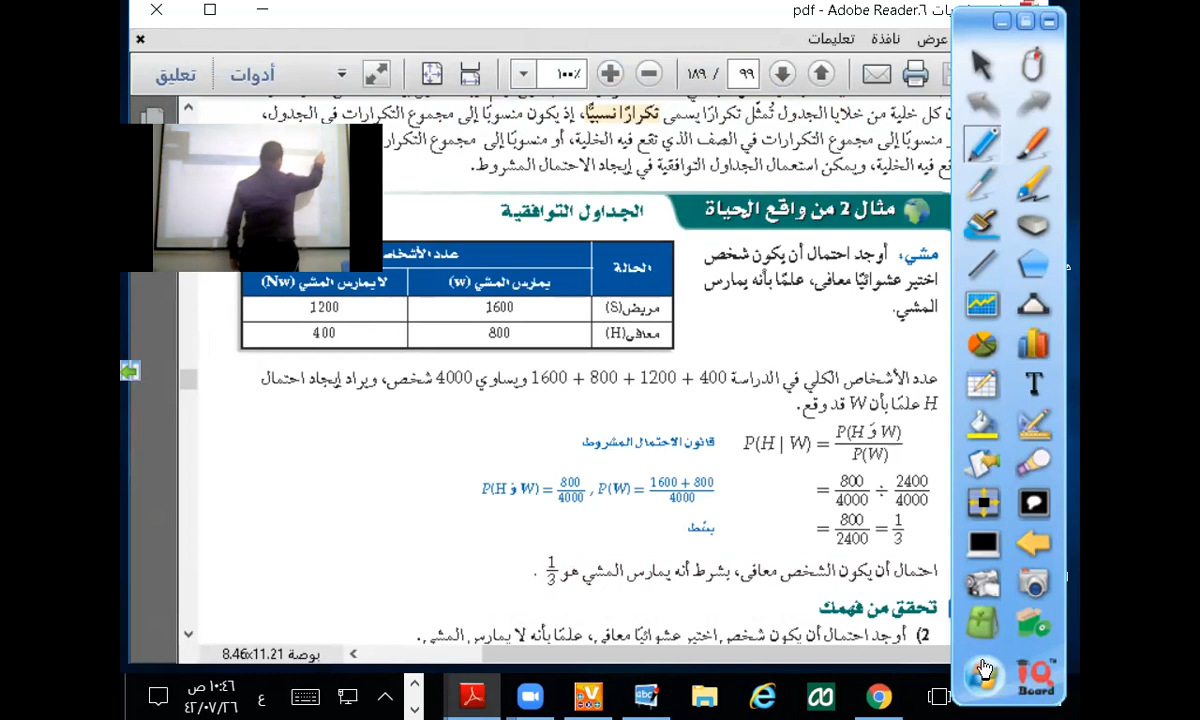 pdf - Adobe Reader.٦
عرض نافذة تعليمات
٩٩ / ١٨٩ ١٠٠٪ أدوات تعليق
ن كل خلية من خلايا الجدول تُمثّل تكرارًا يسمى تكرارًا نسبيًّا، إذ يكون منسوبًا إلى مجموع التكرارات في الجدول،
منسوبًا إلى مجموع التكرارات في الصف الذي تقع فيه الخلية، أو منسوبًا إلى مجموع التكرار
ع فيه الخلية، ويمكن استعمال الجداول التوافقية في إيجاد الاحتمال المشروط.
مثال 2 من واقع الحياة الجداول التوافقية
مشي، أوجد احتمال أن يكون شخص
اختير عشوائيًا معافى، علمًا بأنه يمارس
المشي.
الحالة عدد الأشخاص
يمارس المشي (w) لا يمارس المشي (Nw)
مريض(S) 1600 1200
معافى(H) 800 400
عدد الأشخاص الكلي في الدراسة 400 + 1200 + 800 + 1600 ويساوي 4000 شخص، ويراد إيجاد احتمال
H علمًا بأن W قد وقع.
قانون الاحتمال المشروط P(H | W) = P(H و W) / P(W)
P(H و W) = 800/4000 , P(W) = 1600 + 800/4000 = 800/4000 ÷ 2400/4000
بسّط = 800/2400 = 1/3
احتمال أن يكون الشخص معافى، بشرط أنه يمارس المشي هو 1/3 .
تحقق من فهمك
2) أوجد احتمال أن يكون شخص اختير عشوائيًا معافى، علمًا بأنه لا يمارس المشي.
8.46x11.21 بوصة
iQ Board
١٠:٤٦ ص
٤٢/٠٧/٢٦
ع
abc